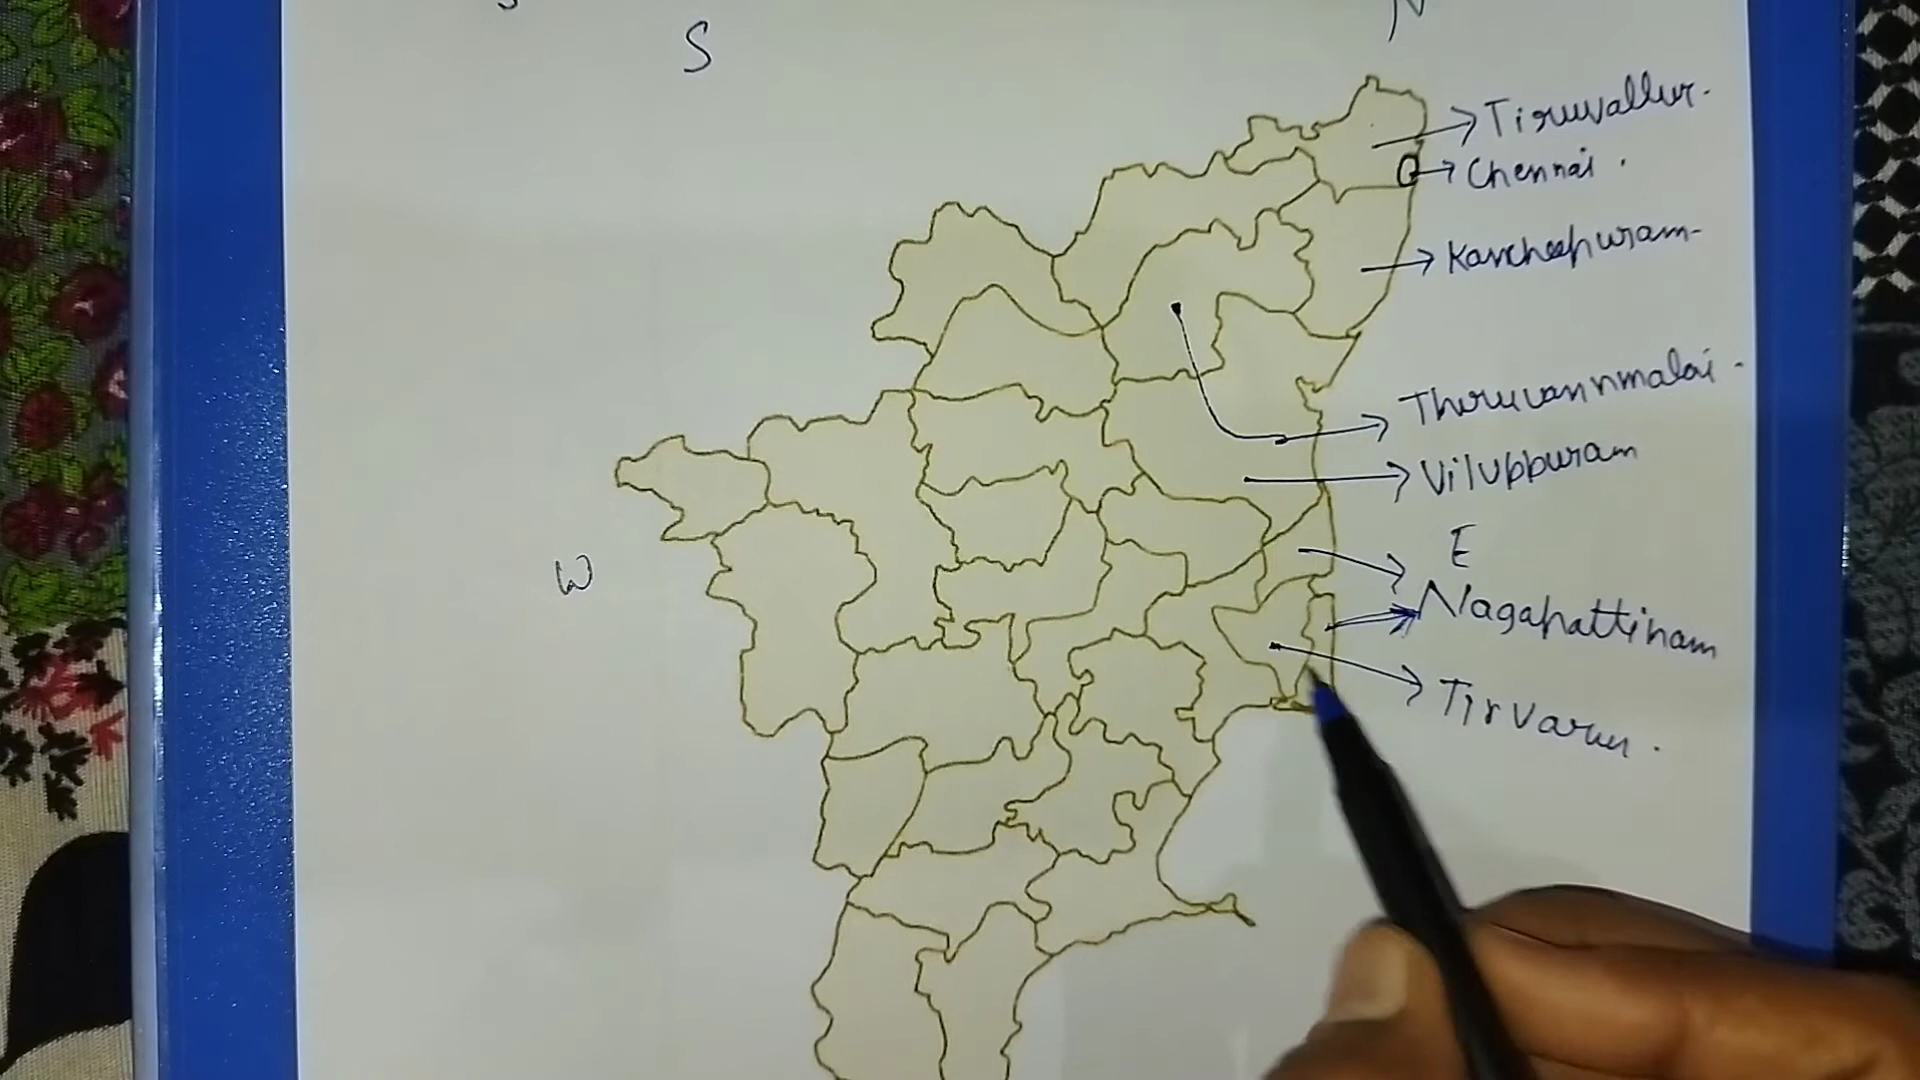 S
N
Tiruvallur.
Chennai.
Kancheepuram
Thiruvannmalai.
Viluppuram
E
W
Nagapattinam
Tirvarur.